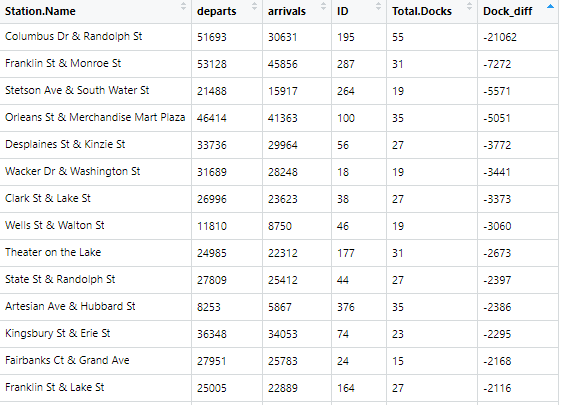 Station.Name departs arrivals ID Total.Docks Dock_diff
Columbus Dr & Randolph St 51693 30631 195 55 -21062
Franklin St & Monroe St 53128 45856 287 31 -7272
Stetson Ave & South Water St 21488 15917 264 19 -5571
Orleans St & Merchandise Mart Plaza 46414 41363 100 35 -5051
Desplaines St & Kinzie St 33736 29964 56 27 -3772
Wacker Dr & Washington St 31689 28248 18 19 -3441
Clark St & Lake St 26996 23623 38 27 -3373
Wells St & Walton St 11810 8750 46 19 -3060
Theater on the Lake 24985 22312 177 31 -2673
State St & Randolph St 27809 25412 44 27 -2397
Artesian Ave & Hubbard St 8253 5867 376 35 -2386
Kingsbury St & Erie St 36348 34053 74 23 -2295
Fairbanks Ct & Grand Ave 27951 25783 24 15 -2168
Franklin St & Lake St 25005 22889 164 27 -2116